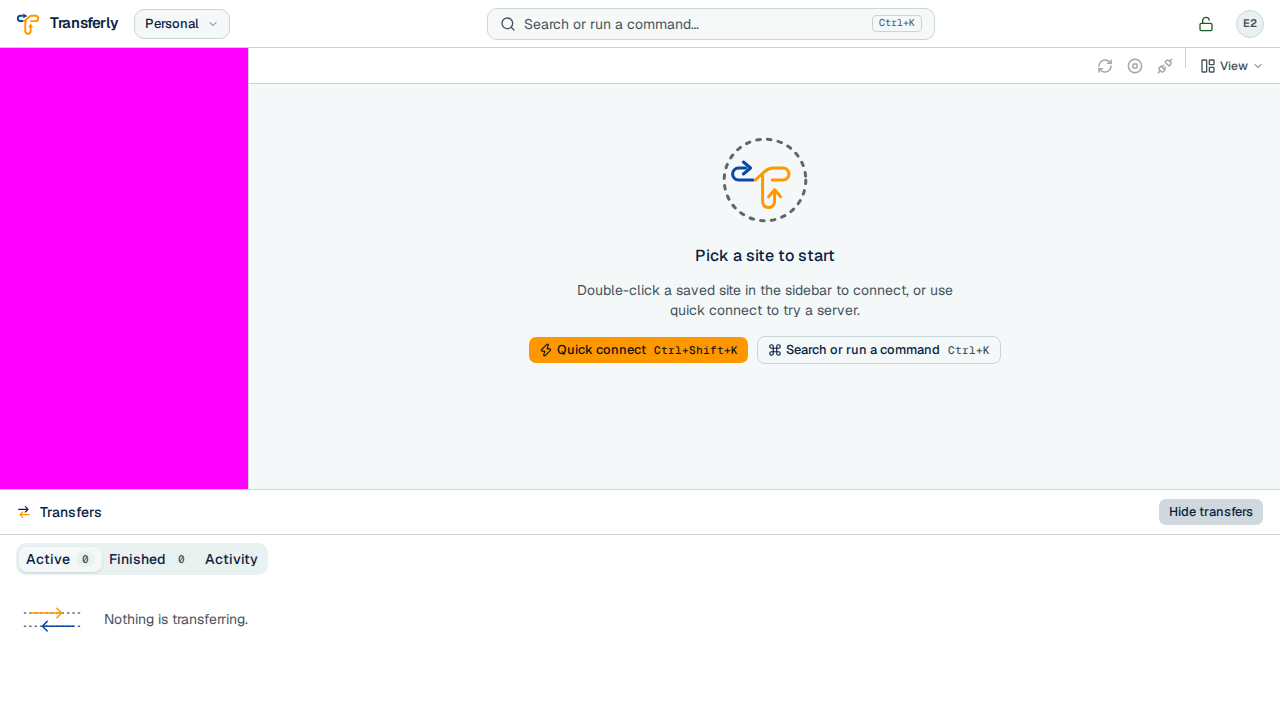 Transferly
Personal
Search or run a command...
Ctrl+K
E2
View
Pick a site to start
Double-click a saved site in the sidebar to connect, or use
quick connect to try a server.
Quick connect Ctrl+Shift+K
Search or run a command Ctrl+K
Transfers
Hide transfers
Active 0
Finished 0
Activity
Nothing is transferring.